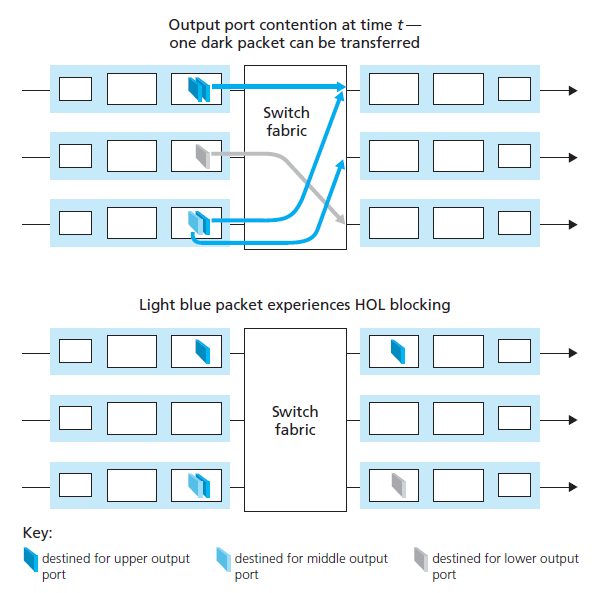 Output port contention at time t—
one dark packet can be transferred
Switch
fabric
Light blue packet experiences HOL blocking
Switch
fabric
Key:
destined for upper output
port
destined for middle output
port
destined for lower output
port